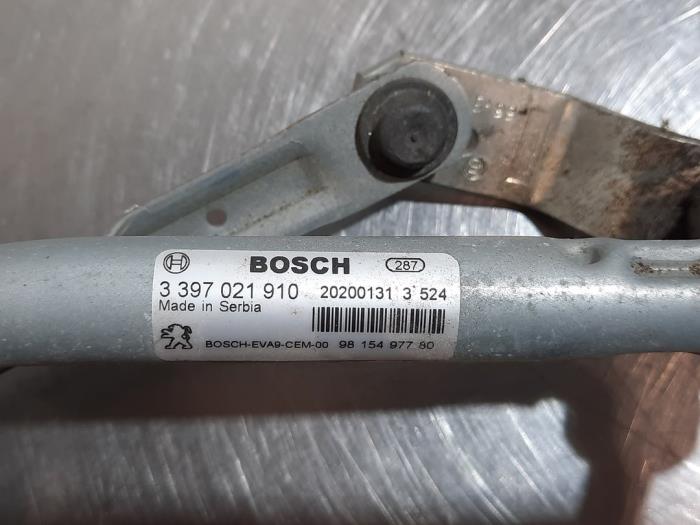 BOSCH 287
3 397 021 910 20200131 3 524
Made in Serbia
BOSCH-EVA9-CEM-00 98 154 977 80